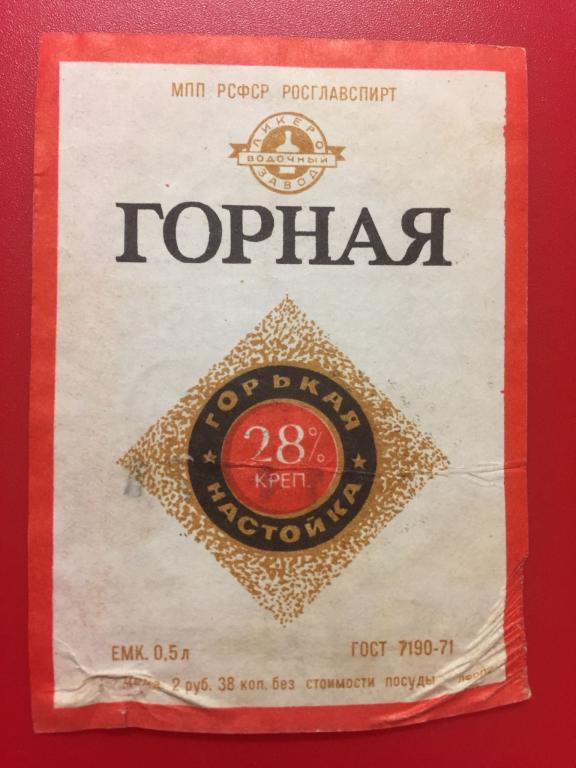 МПП РСФСР РОСГЛАВСПИРТ
ЛИКЕРО
ВОДОЧНЫЙ
ЗАВОД
ГОРНАЯ
ГОРЬКАЯ
28%
КРЕП.
НАСТОЙКА
ЕМК. 0,5 л ГОСТ 7190-71
Цена 2 руб. 38 коп. без стоимости посуды